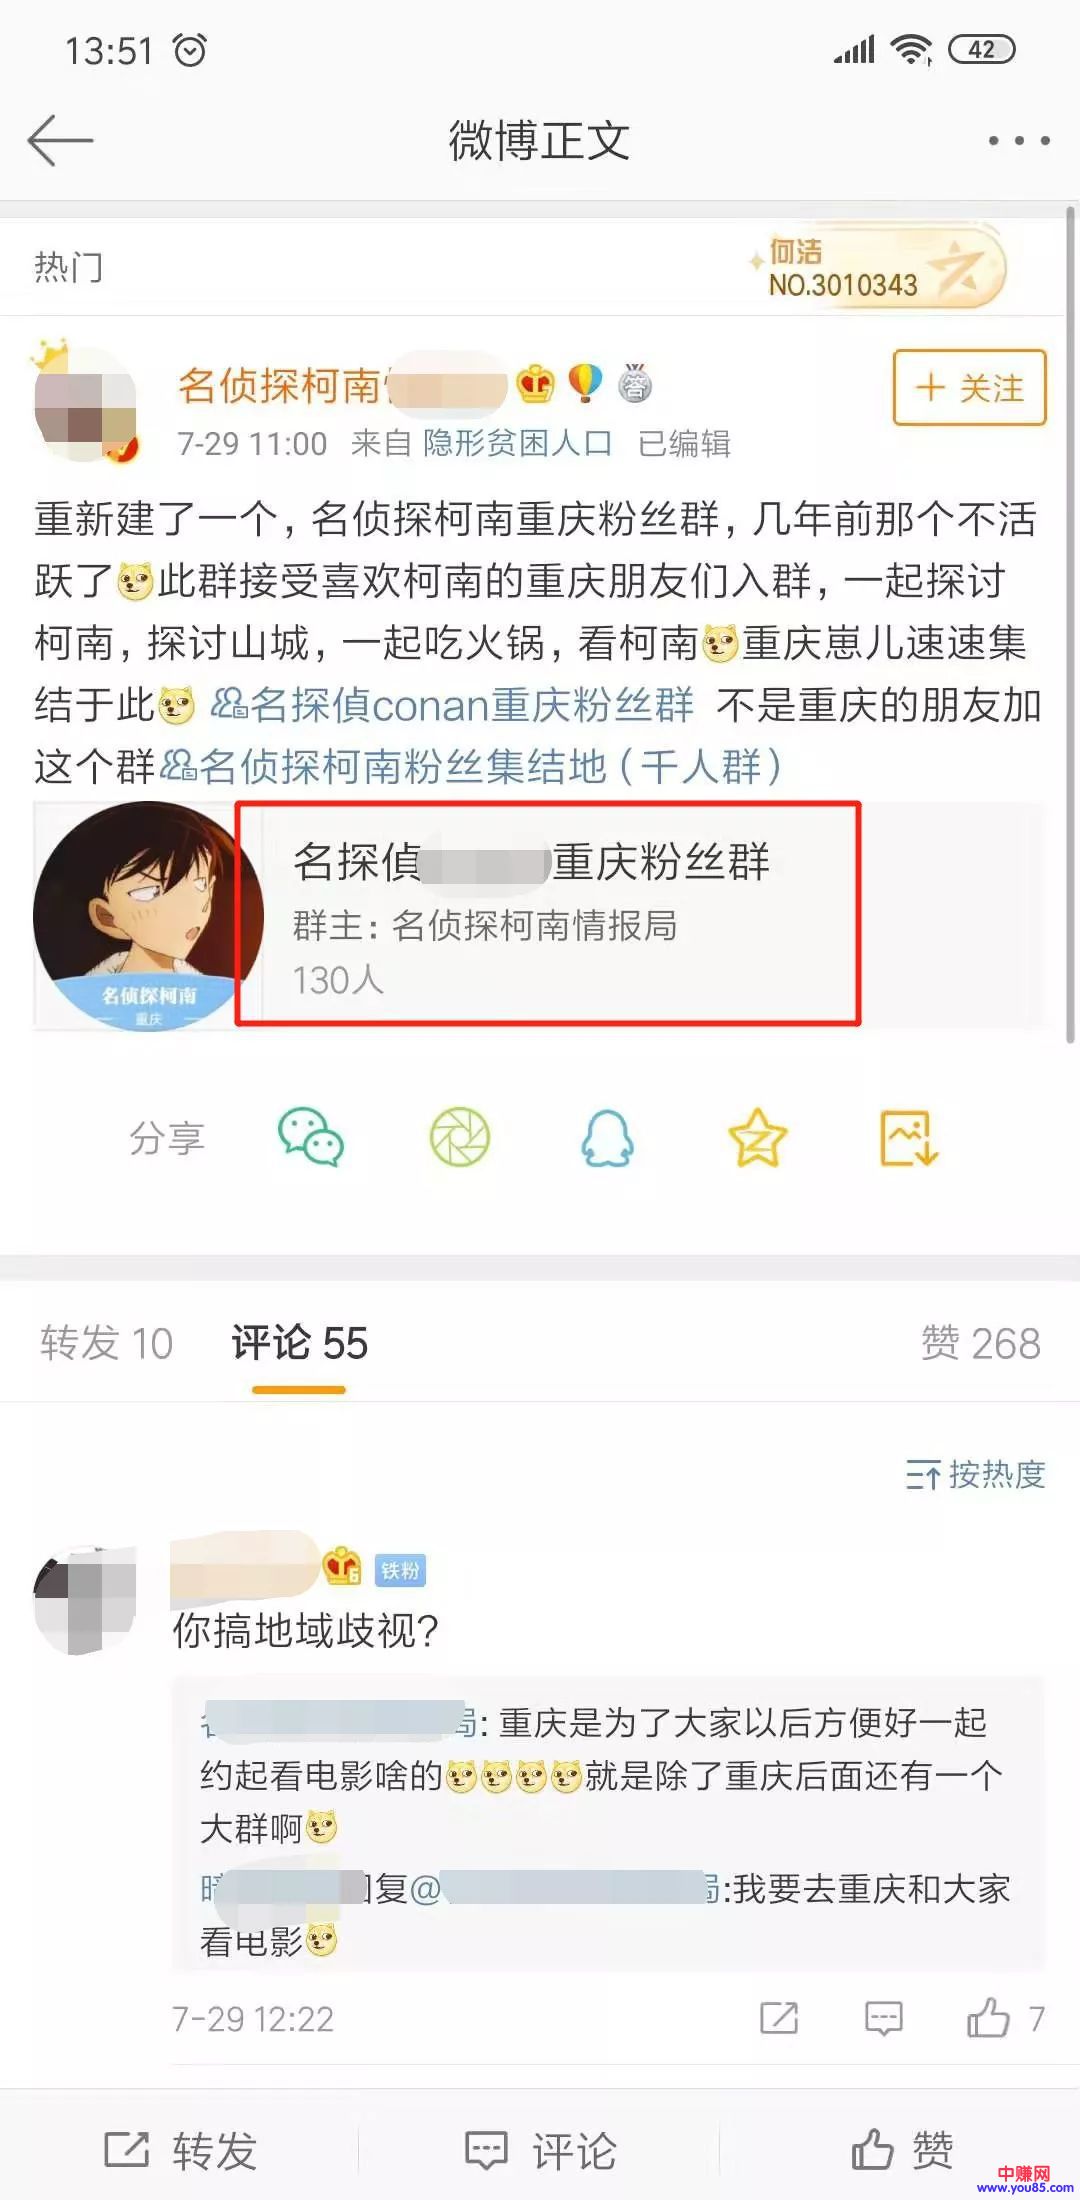 13:51
42
微博正文
热门
何洁
NO.3010343
名侦探柯南
7-29 11:00 来自 隐形贫困人口 已编辑
+ 关注
重新建了一个，名侦探柯南重庆粉丝群，几年前那个不活
跃了此群接受喜欢柯南的重庆朋友们入群，一起探讨
柯南，探讨山城，一起吃火锅，看柯南重庆崽儿速速集
结于此 名探偵conan重庆粉丝群 不是重庆的朋友加
这个群名侦探柯南粉丝集结地（千人群）
名探偵 重庆粉丝群
群主：名侦探柯南情报局
130人
名侦探柯南
重庆
分享
转发 10 评论 55 赞 268
按热度
6 铁粉
你搞地域歧视？
局：重庆是为了大家以后方便好一起
约起看电影啥的就是除了重庆后面还有一个
大群啊
暗 回复@ 局:我要去重庆和大家
看电影
7-29 12:22 7
转发 评论 赞
中赚网
www.you85.com